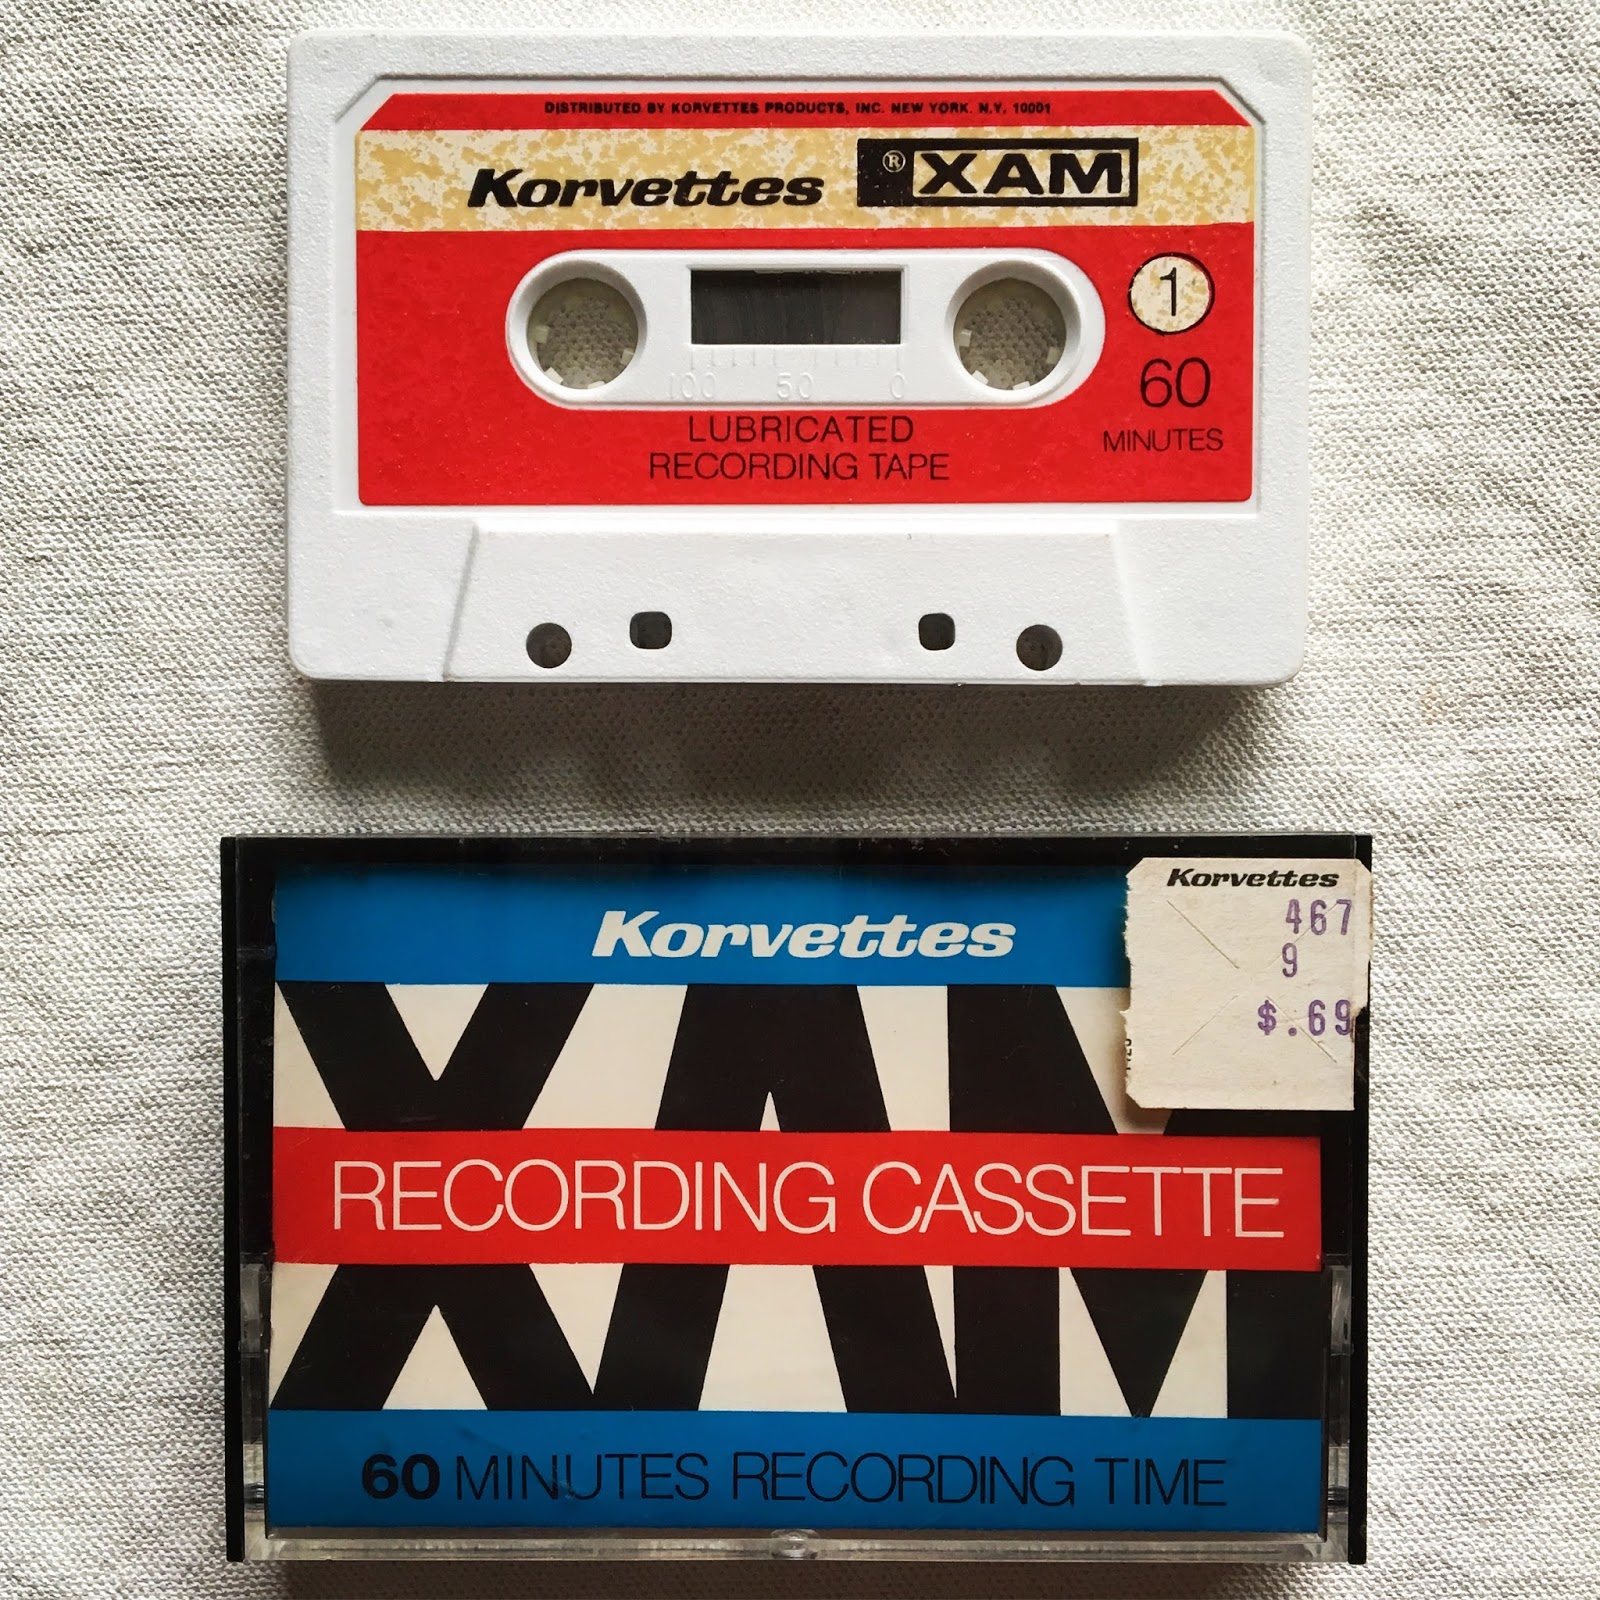 DISTRIBUTED BY KORVETTES PRODUCTS, INC. NEW YORK. N.Y. 10001
Korvettes ® XAM
1
60
MINUTES
100 50 0
LUBRICATED
RECORDING TAPE
Korvettes
Korvettes
467
9
$.69
XAM
RECORDING CASSETTE
60 MINUTES RECORDING TIME